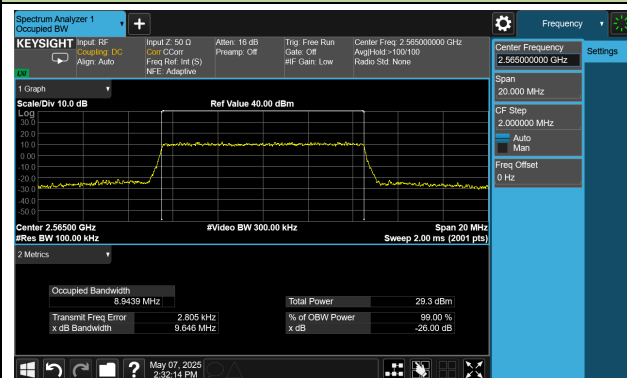 Spectrum Analyzer 1
Occupied BW
Frequency
KEYSIGHT
Input: RF
Coupling: DC
Align: Auto
Input Z: 50 Ω
Corr CCorr
Freq Ref: Int (S)
NFE: Adaptive
Atten: 16 dB
Preamp: Off
Trig: Free Run
Gate: Off
#IF Gain: Low
Center Freq: 2.565000000 GHz
Avg|Hold:>100/100
Radio Std: None
LXI
Center Frequency
2.565000000 GHz
Settings
Span
20.000 MHz
CF Step
2.000000 MHz
Auto
Man
Freq Offset
0 Hz
1 Graph
Scale/Div 10.0 dB
Ref Value 40.00 dBm
Log
30.0
20.0
10.0
0.00
-10.0
-20.0
-30.0
-40.0
-50.0
Center 2.56500 GHz
#Video BW 300.00 kHz
Span 20 MHz
#Res BW 100.00 kHz
Sweep 2.00 ms (2001 pts)
2 Metrics
Occupied Bandwidth
8.9439 MHz
Total Power
29.3 dBm
Transmit Freq Error
2.805 kHz
% of OBW Power
99.00 %
x dB Bandwidth
9.646 MHz
x dB
-26.00 dB
?
May 07, 2025
2:32:14 PM